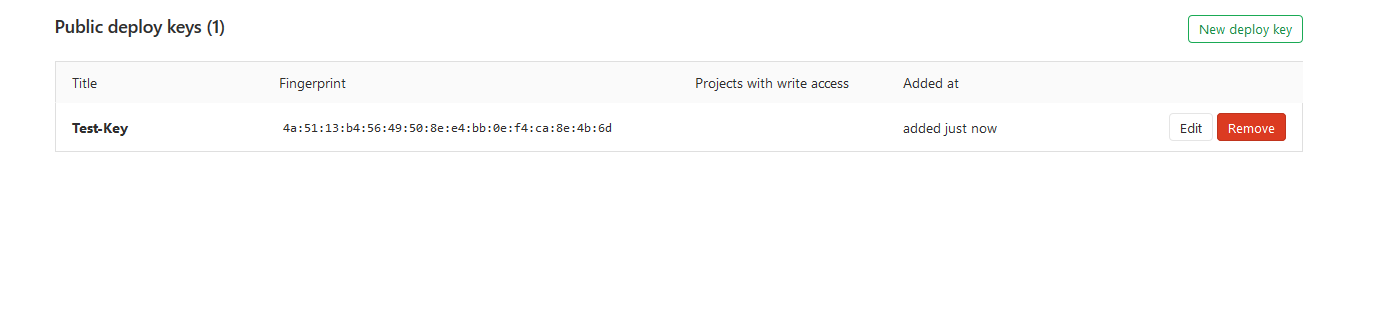 Public deploy keys (1)
New deploy key
Title Fingerprint Projects with write access Added at
Test-Key 4a:51:13:b4:56:49:50:8e:e4:bb:0e:f4:ca:8e:4b:6d added just now Edit Remove